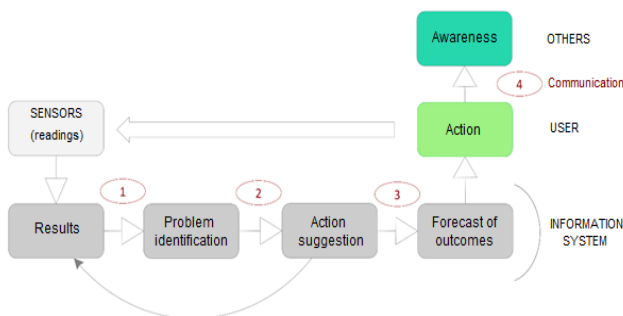 Awareness
OTHERS
4
Communication
SENSORS
(readings)
Action
USER
1
2
3
Results
Problem
identification
Action
suggestion
Forecast of
outcomes
INFORMATION
SYSTEM